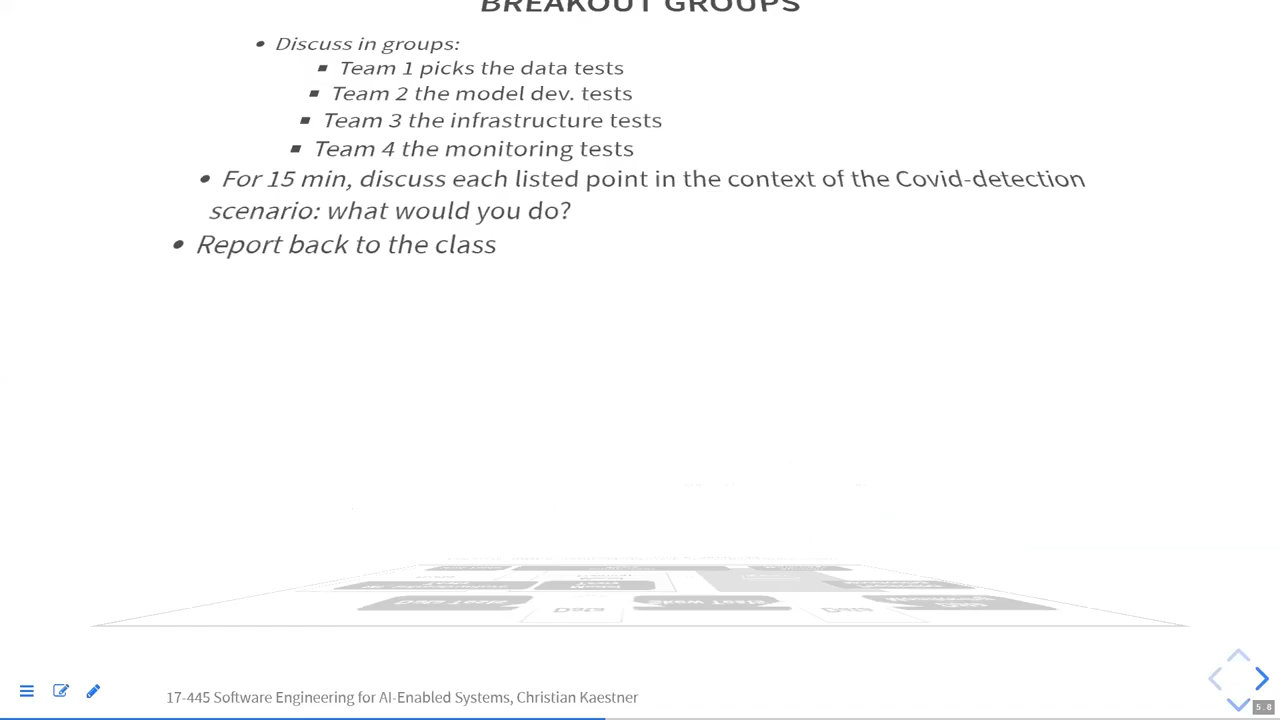 BREAKOUT GROUPS
Discuss in groups:
Team 1 picks the data tests
Team 2 the model dev. tests
Team 3 the infrastructure tests
Team 4 the monitoring tests
For 15 min, discuss each listed point in the context of the Covid-detection
scenario: what would you do?
Report back to the class
17-445 Software Engineering for AI-Enabled Systems, Christian Kaestner
5.8